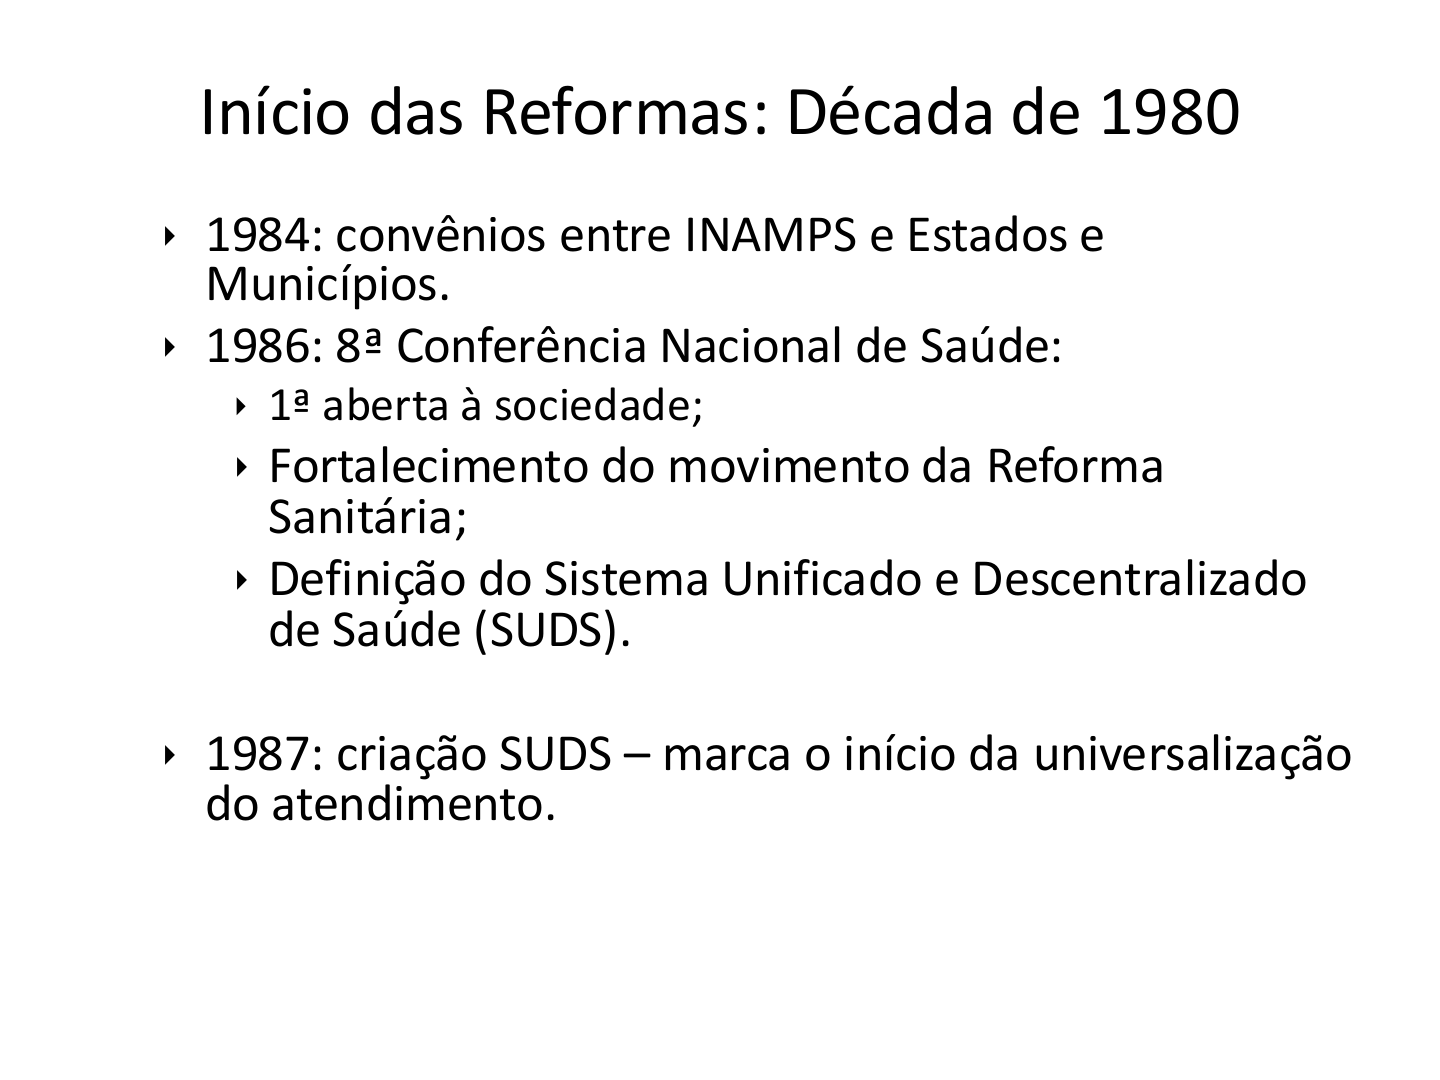 Início das Reformas: Década de 1980
‣ 1984: convênios entre INAMPS e Estados e
Municípios.
‣ 1986: 8ª Conferência Nacional de Saúde:
‣ 1ª aberta à sociedade;
‣ Fortalecimento do movimento da Reforma
Sanitária;
‣ Definição do Sistema Unificado e Descentralizado
de Saúde (SUDS).
‣ 1987: criação SUDS – marca o início da universalização
do atendimento.